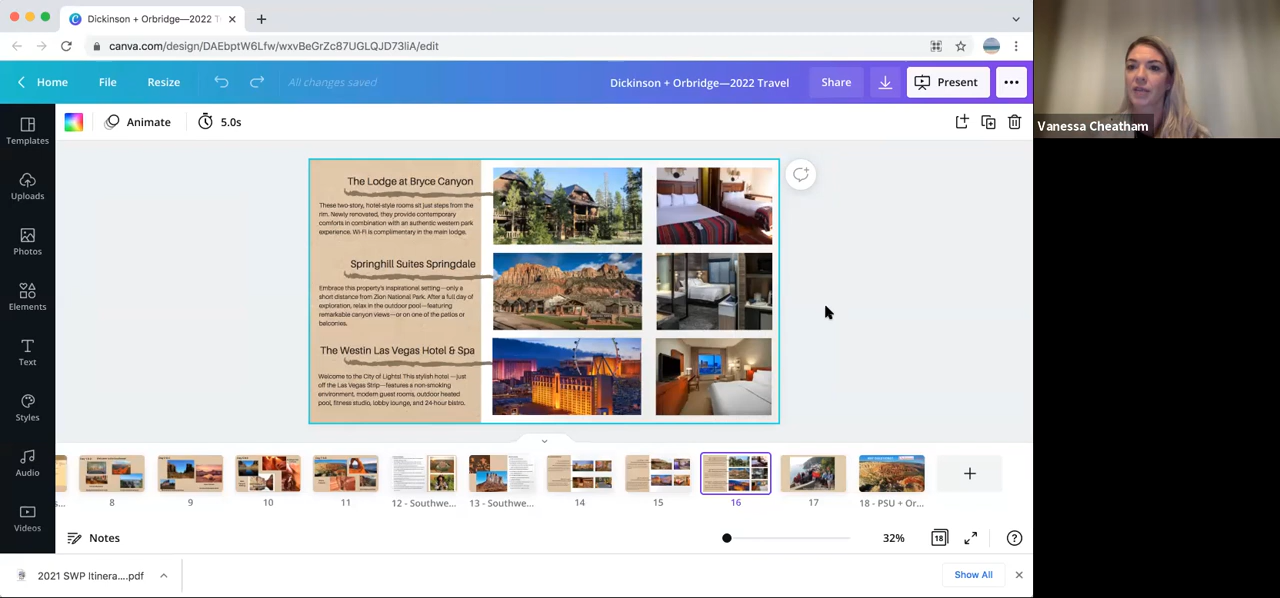 Dickinson + Orbridge—2022 T
canva.com/design/DAEbptW6Lfw/wxvBeGrZc87UGLQJD73liA/edit
Home
File
Resize
All changes saved
Dickinson + Orbridge—2022 Travel
Share
Present
Vanessa Cheatham
Animate
5.0s
Templates
Uploads
Photos
Elements
Text
Styles
Audio
Videos
The Lodge at Bryce Canyon
These two-story, hotel-style rooms sit just steps from the
rim. Newly renovated, they provide contemporary
comforts in combination with an authentic western park
experience. Wi-Fi is complimentary in the main lodge.
Springhill Suites Springdale
Embrace this property's inspirational setting—only a
short distance from Zion National Park. After a full day of
exploration, relax in the outdoor pool—featuring
remarkable canyon views—or on one of the patios or
balconies.
The Westin Las Vegas Hotel & Spa
Welcome to the City of Lights! This stylish hotel —just
off the Las Vegas Strip—features a non-smoking
environment, modern guest rooms, outdoor heated
pool, fitness studio, lobby lounge, and 24-hour bistro.
s...
8
9
10
11
12 - Southwe...
13 - Southwe...
14
15
16
17
18 - PSU + Or...
Notes
32%
18
2021 SWP Itinera....pdf
Show All